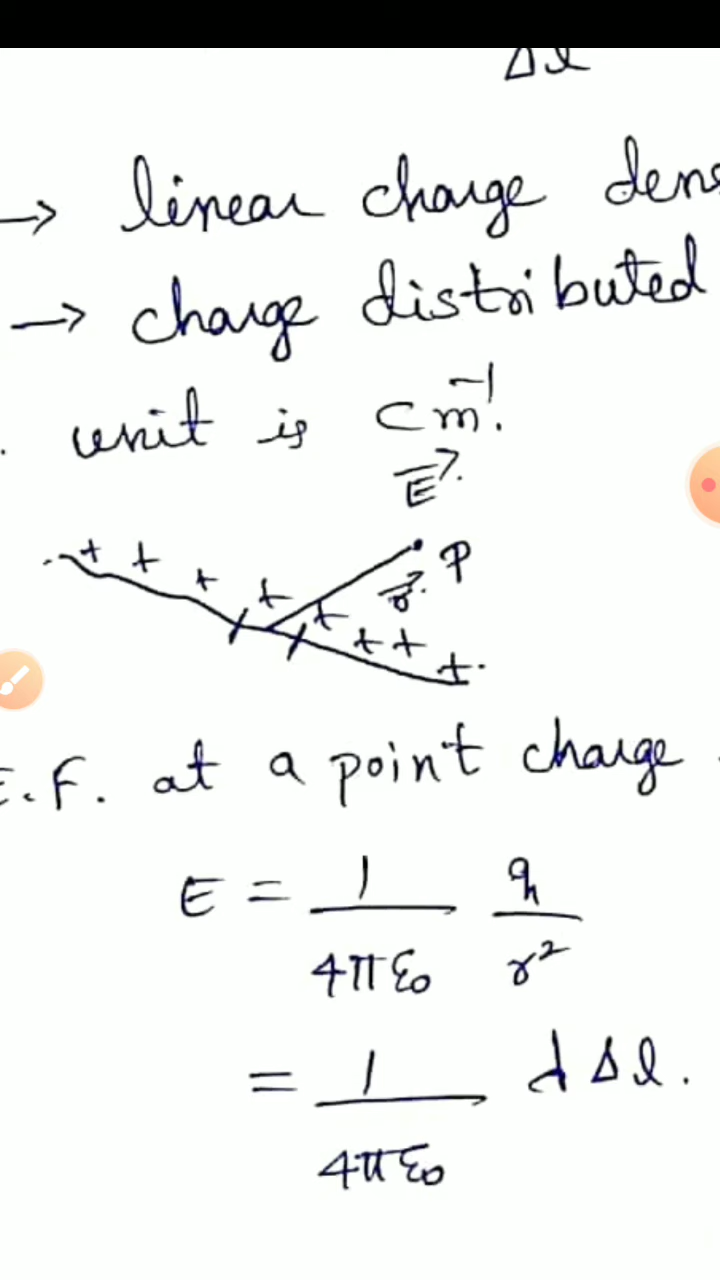 Δl
→ linear charge dens
→ charge distributed
. unit is Cm⁻¹.
E⃗.
+ + + + + + + + P
r⃗.
E.F. at a point charge .
E = 1/4πε₀ q/r²
= 1/4πε₀ λΔl.